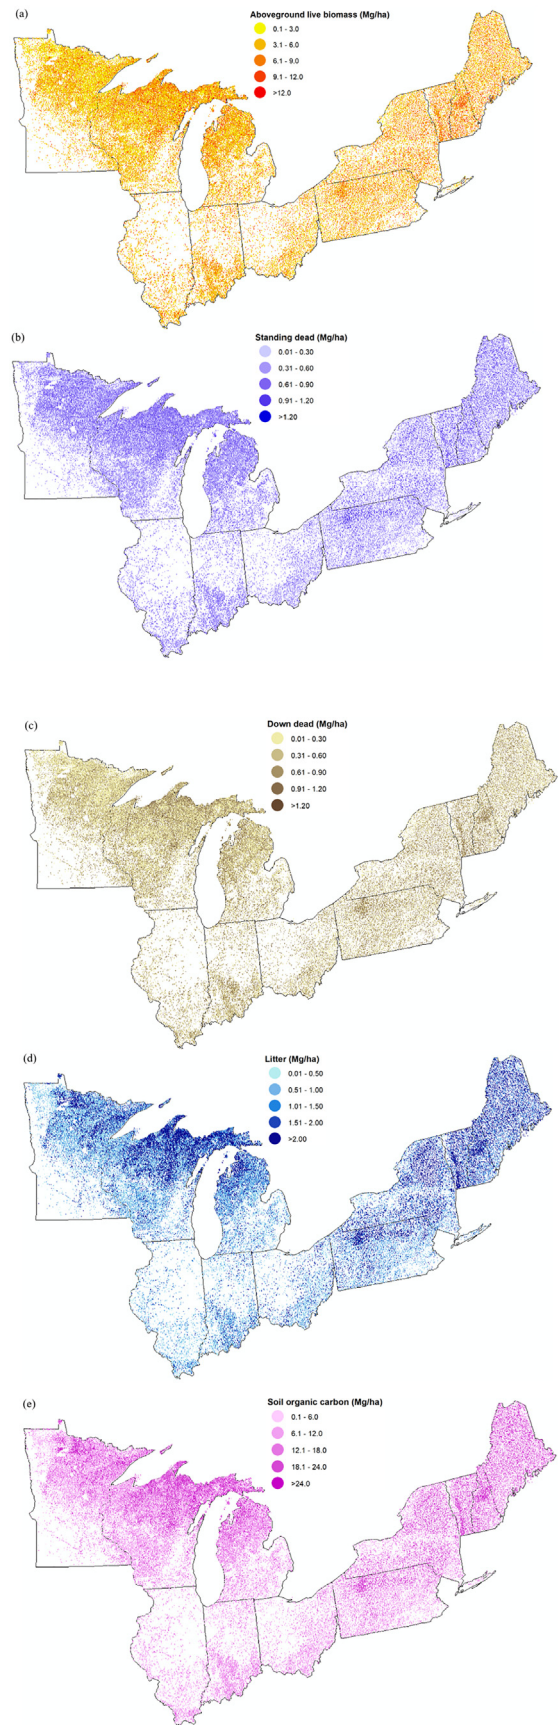 (a)
Aboveground live biomass (Mg/ha)
0.1 - 3.0
3.1 - 6.0
6.1 - 9.0
9.1 - 12.0
>12.0
(b)
Standing dead (Mg/ha)
0.01 - 0.30
0.31 - 0.60
0.61 - 0.90
0.91 - 1.20
>1.20
(c)
Down dead (Mg/ha)
0.01 - 0.30
0.31 - 0.60
0.61 - 0.90
0.91 - 1.20
>1.20
(d)
Litter (Mg/ha)
0.01 - 0.50
0.51 - 1.00
1.01 - 1.50
1.51 - 2.00
>2.00
(e)
Soil organic carbon (Mg/ha)
0.1 - 6.0
6.1 - 12.0
12.1 - 18.0
18.1 - 24.0
>24.0